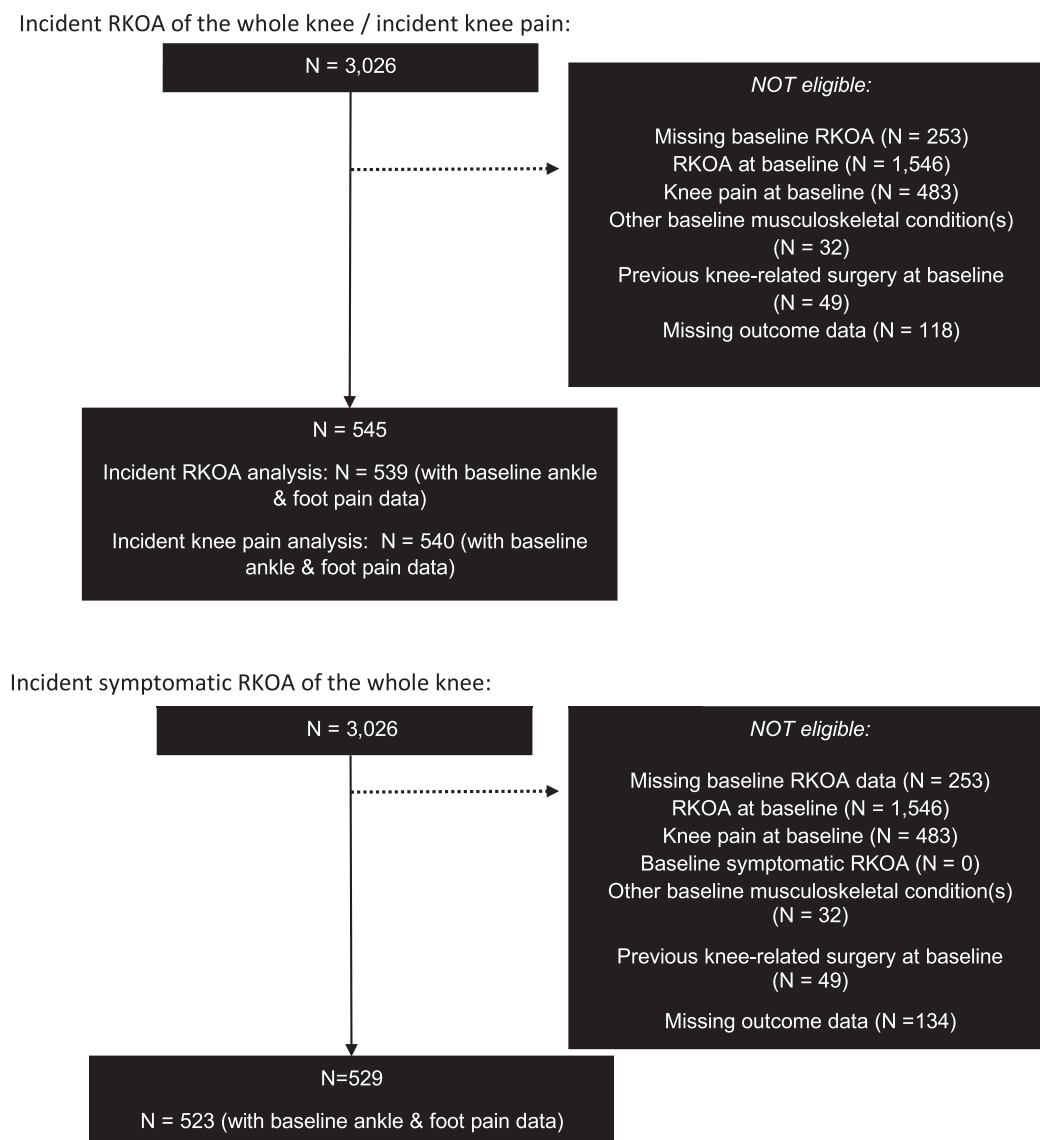 Incident RKOA of the whole knee / incident knee pain:
N = 3,026
NOT eligible:
Missing baseline RKOA (N = 253)
RKOA at baseline (N = 1,546)
Knee pain at baseline (N = 483)
Other baseline musculoskeletal condition(s)
(N = 32)
Previous knee-related surgery at baseline
(N = 49)
Missing outcome data (N = 118)
N = 545
Incident RKOA analysis: N = 539 (with baseline ankle
& foot pain data)
Incident knee pain analysis: N = 540 (with baseline
ankle & foot pain data)
Incident symptomatic RKOA of the whole knee:
N = 3,026
NOT eligible:
Missing baseline RKOA data (N = 253)
RKOA at baseline (N = 1,546)
Knee pain at baseline (N = 483)
Baseline symptomatic RKOA (N = 0)
Other baseline musculoskeletal condition(s)
(N = 32)
Previous knee-related surgery at baseline
(N = 49)
Missing outcome data (N =134)
N=529
N = 523 (with baseline ankle & foot pain data)